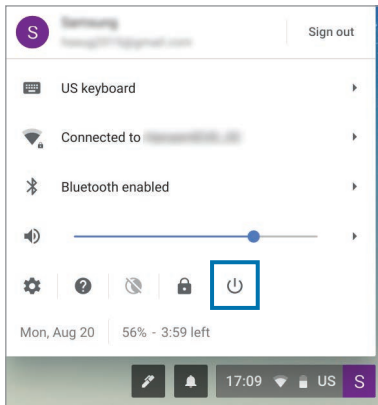 S
Sign out
US keyboard
Connected to
Bluetooth enabled
Mon, Aug 20 56% - 3:59 left
17:09 US S